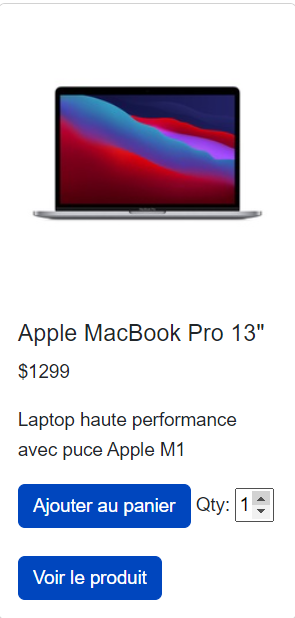 Apple MacBook Pro 13"
$1299
Laptop haute performance
avec puce Apple M1
Ajouter au panier Qty: 1
Voir le produit